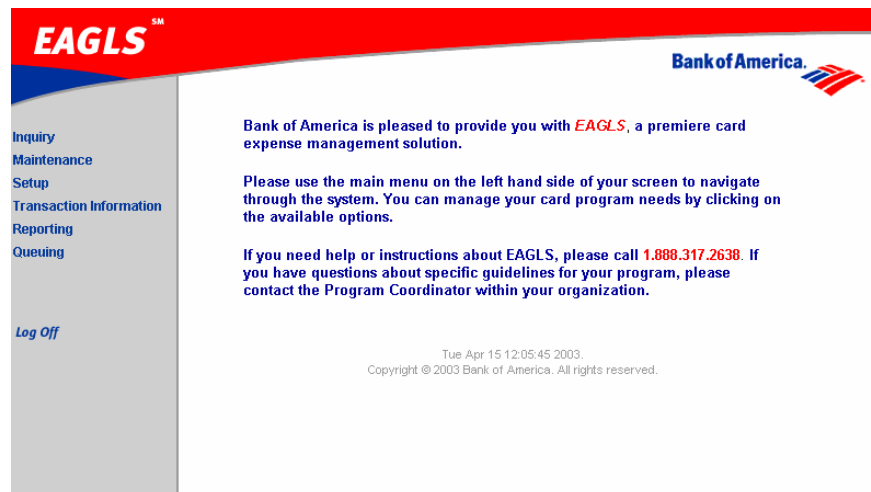 EAGLS SM
Bank of America.
Inquiry
Maintenance
Setup
Transaction Information
Reporting
Queuing
Log Off
Bank of America is pleased to provide you with EAGLS, a premiere card
expense management solution.
Please use the main menu on the left hand side of your screen to navigate
through the system. You can manage your card program needs by clicking on
the available options.
If you need help or instructions about EAGLS, please call 1.888.317.2638. If
you have questions about specific guidelines for your program, please
contact the Program Coordinator within your organization.
Tue Apr 15 12:05:45 2003.
Copyright © 2003 Bank of America. All rights reserved.